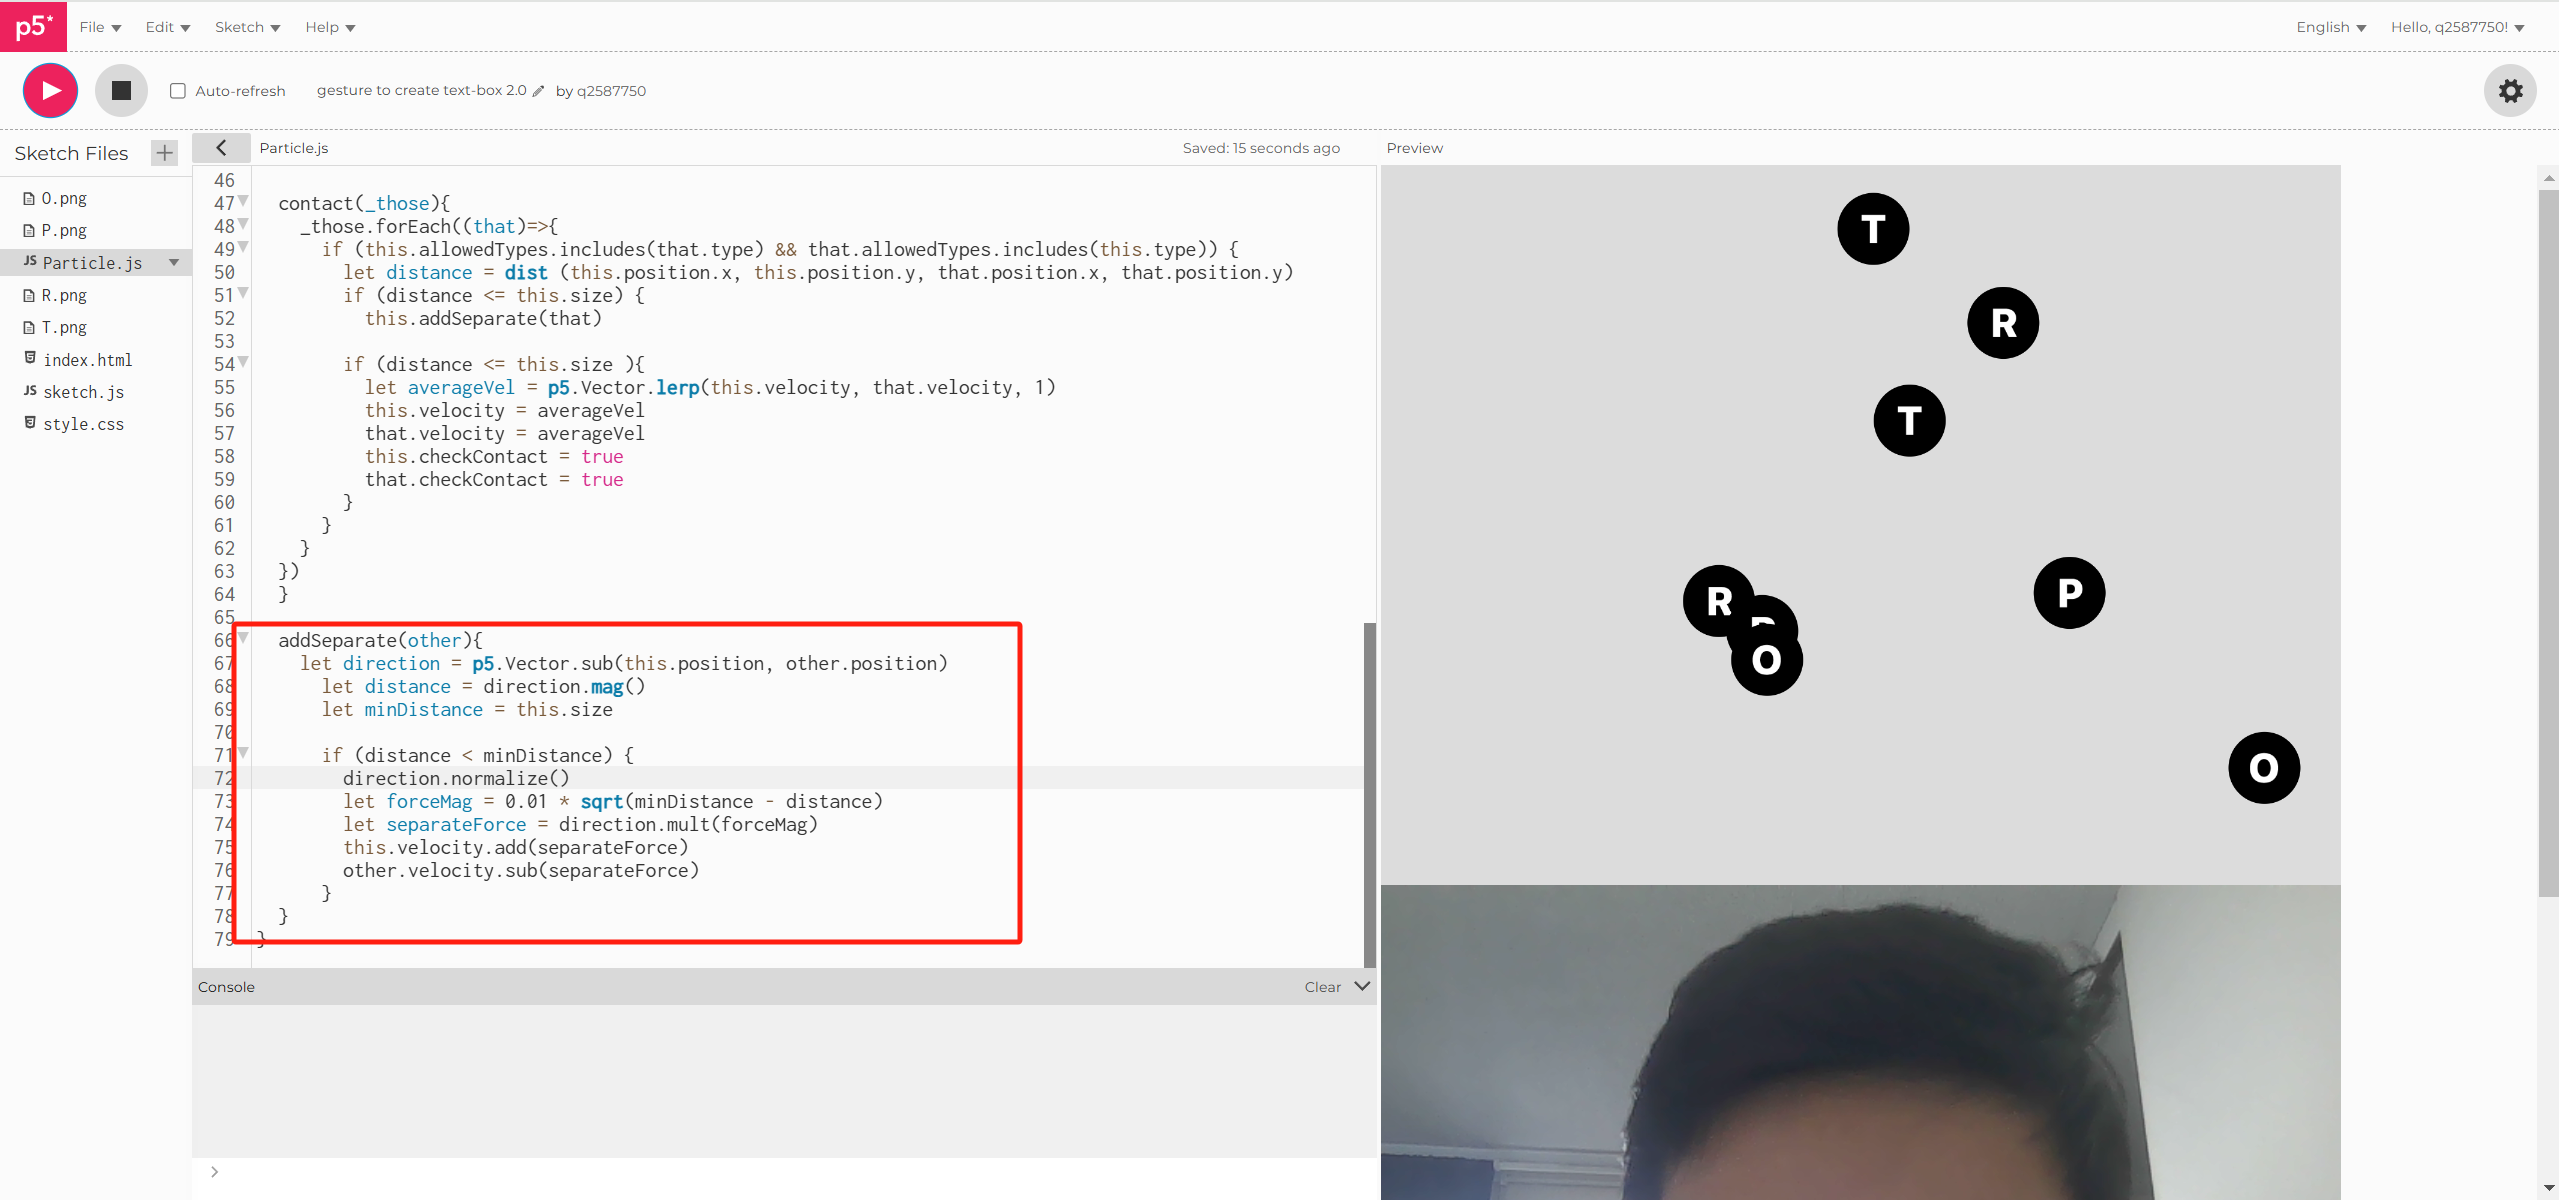 p5* File Edit Sketch Help English Hello, q2587750!
Auto-refresh gesture to create text-box 2.0 by q2587750
Sketch Files +
O.png
P.png
JS Particle.js
R.png
T.png
index.html
JS sketch.js
style.css
Particle.js Saved: 15 seconds ago
46
47 contact(_those){
48 _those.forEach((that)=>{
49 if (this.allowedTypes.includes(that.type) && that.allowedTypes.includes(this.type)) {
50 let distance = dist (this.position.x, this.position.y, that.position.x, that.position.y)
51 if (distance <= this.size) {
52 this.addSeparate(that)
53
54 if (distance <= this.size ){
55 let averageVel = p5.Vector.lerp(this.velocity, that.velocity, 1)
56 this.velocity = averageVel
57 that.velocity = averageVel
58 this.checkContact = true
59 that.checkContact = true
60 }
61 }
62 }
63 })
64 }
65
66 addSeparate(other){
67 let direction = p5.Vector.sub(this.position, other.position)
68 let distance = direction.mag()
69 let minDistance = this.size
70
71 if (distance < minDistance) {
72 direction.normalize()
73 let forceMag = 0.01 * sqrt(minDistance - distance)
74 let separateForce = direction.mult(forceMag)
75 this.velocity.add(separateForce)
76 other.velocity.sub(separateForce)
77 }
78 }
79 }
Console Clear
>
Preview
T
R
T
R
P
O
O